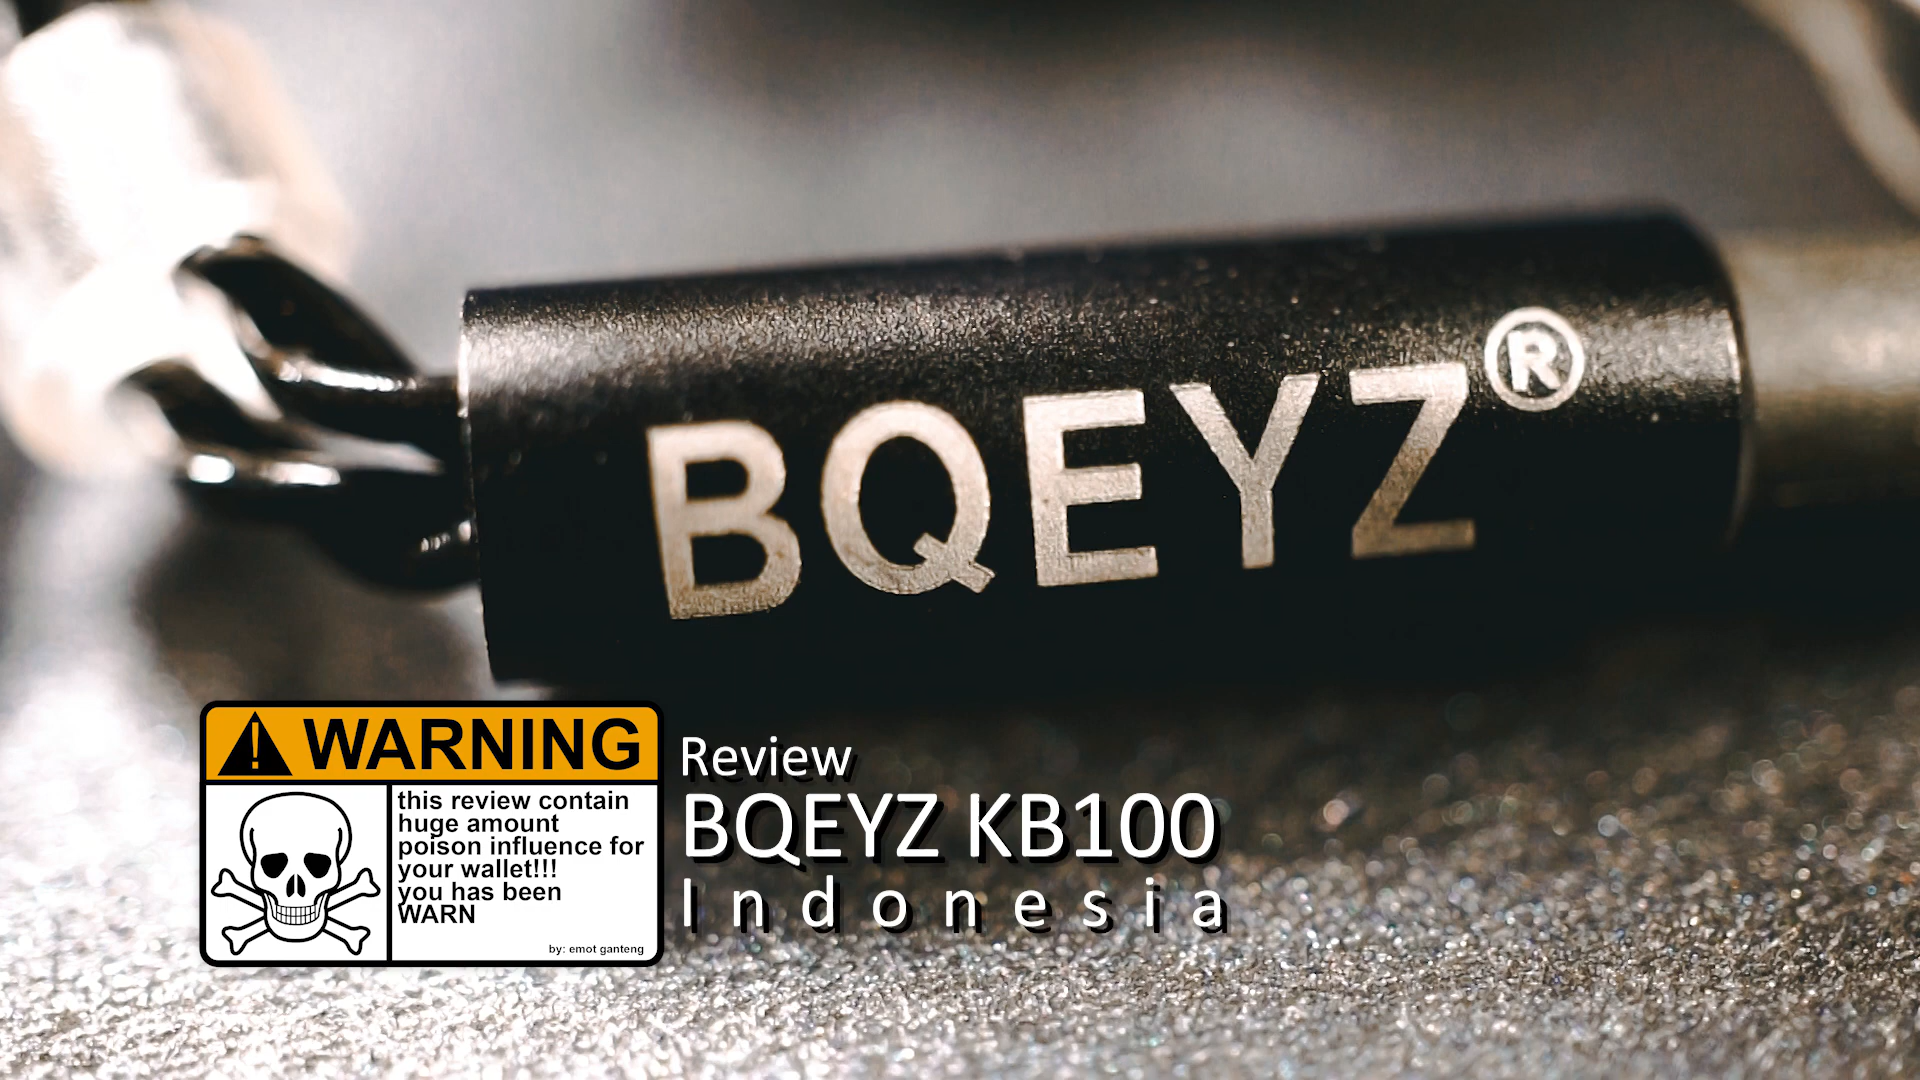 BQEYZ®
WARNING
this review contain
huge amount
poison influence for
your wallet!!!
you has been
WARN
by: emot ganteng
Review
BQEYZ KB100
Indonesia